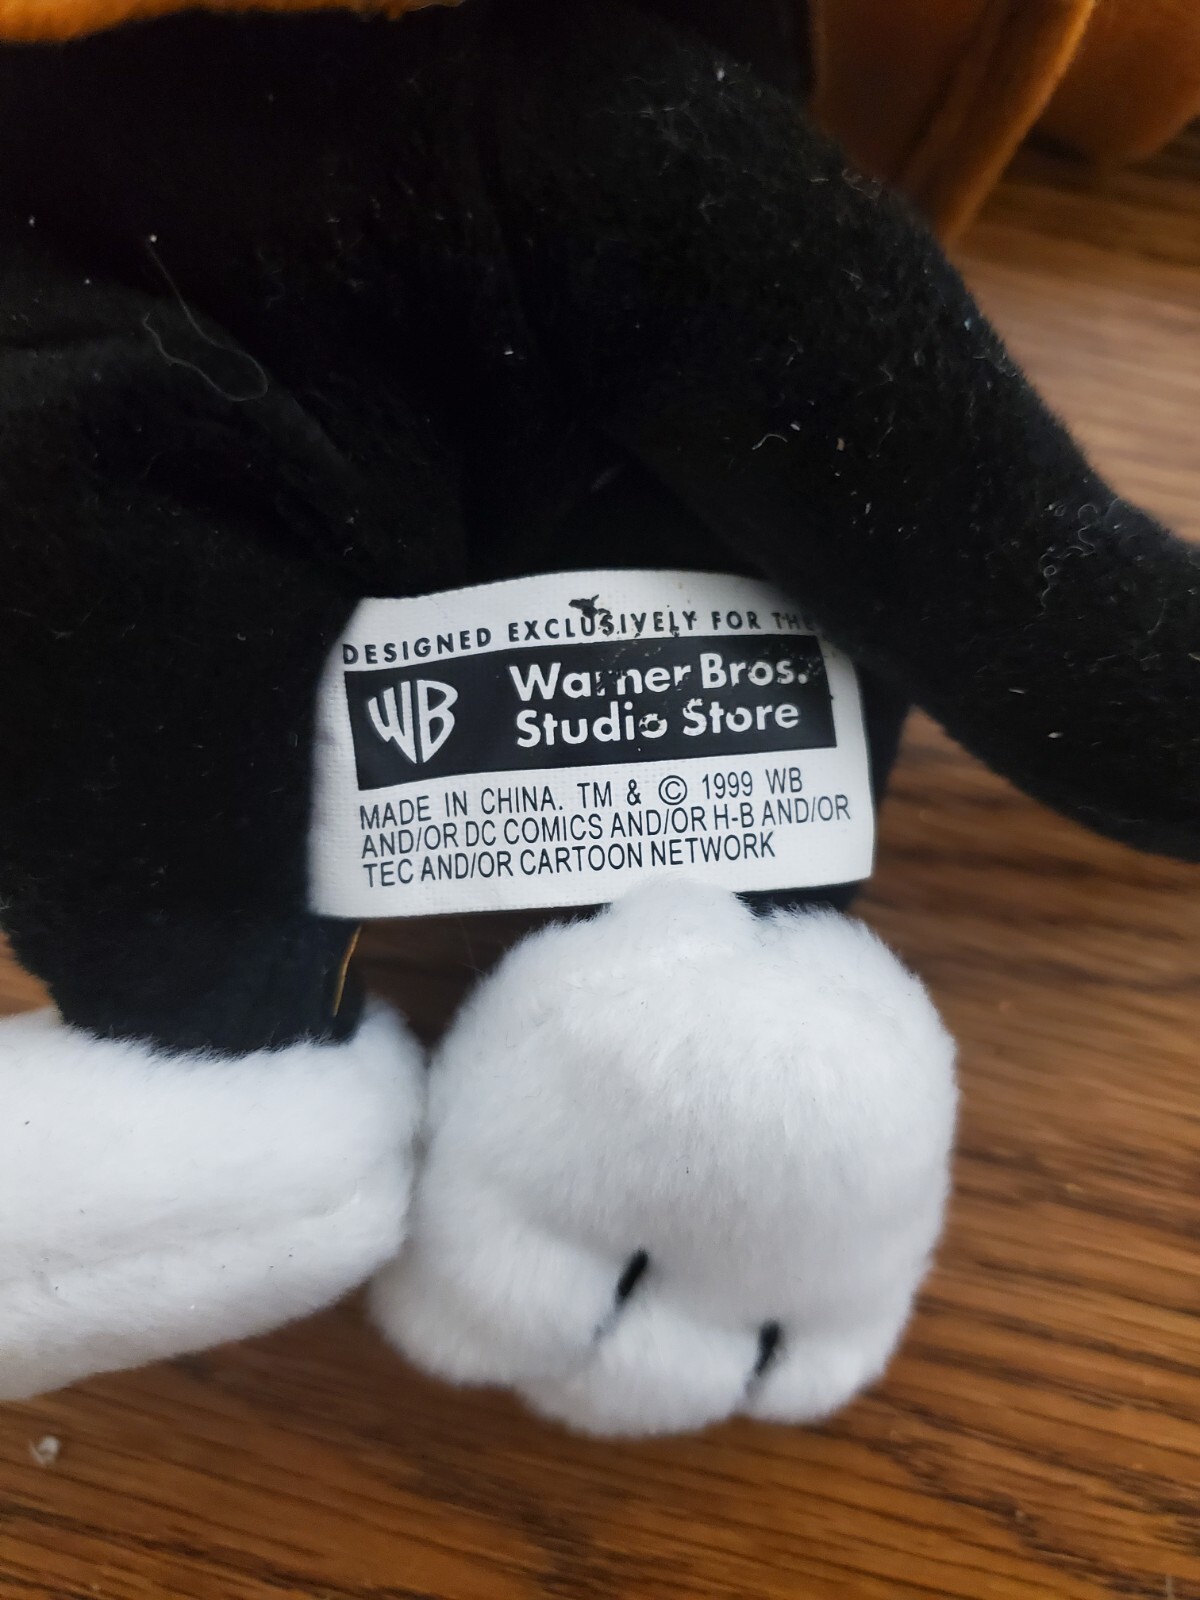 DESIGNED EXCLUSIVELY FOR THE
WB
Warner Bros.
Studio Store
MADE IN CHINA. TM & © 1999 WB
AND/OR DC COMICS AND/OR H-B AND/OR
TEC AND/OR CARTOON NETWORK